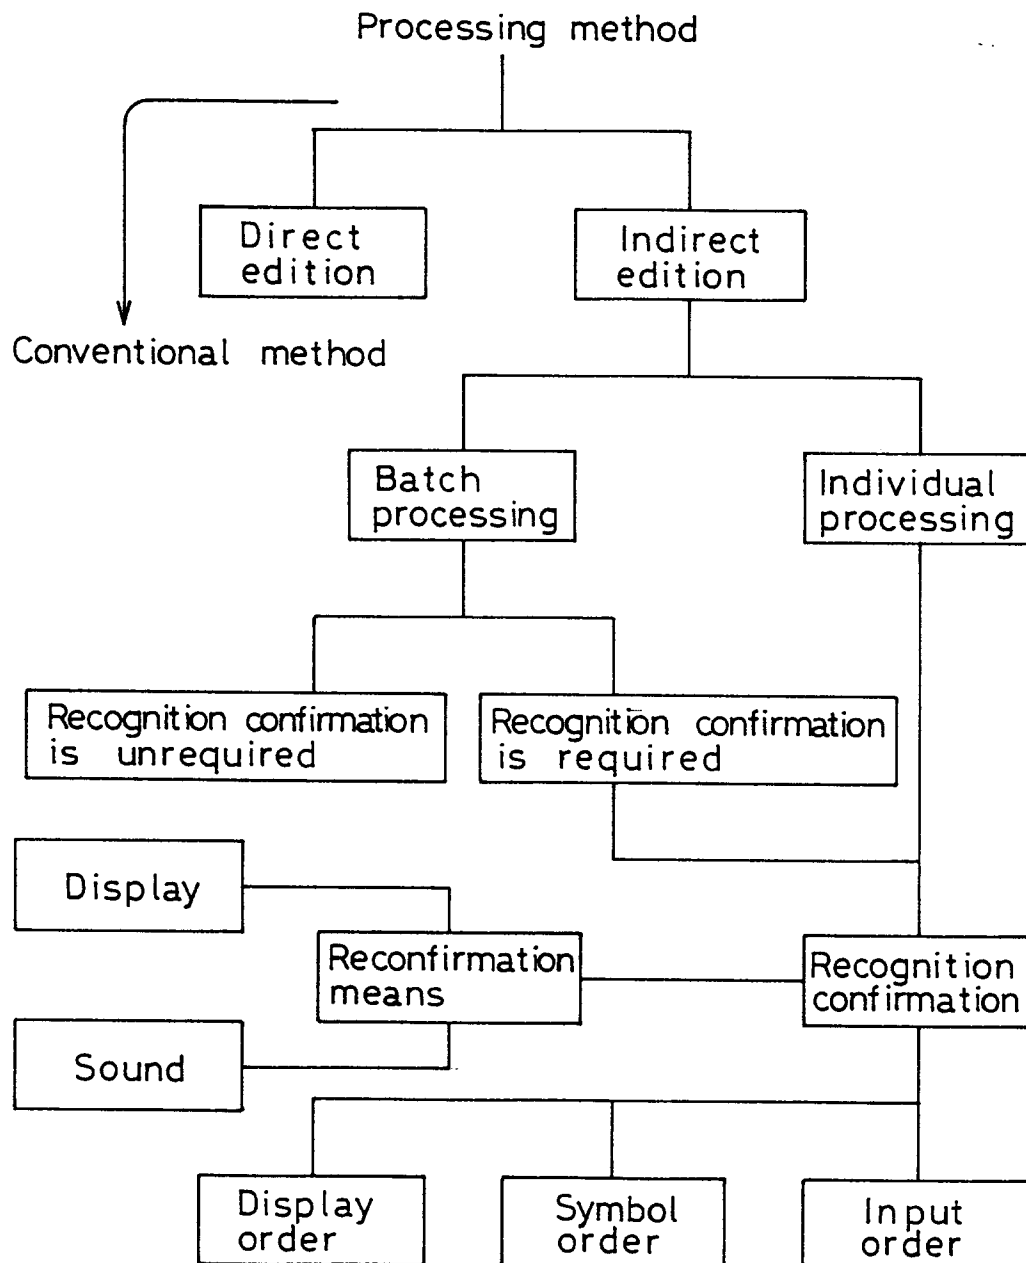 Processing method
Direct
edition
Indirect
edition
Conventional method
Batch
processing
Individual
processing
Recognition confirmation
is unrequired
Recognition confirmation
is required
Display
Reconfirmation
means
Recognition
confirmation
Sound
Display
order
Symbol
order
Input
order